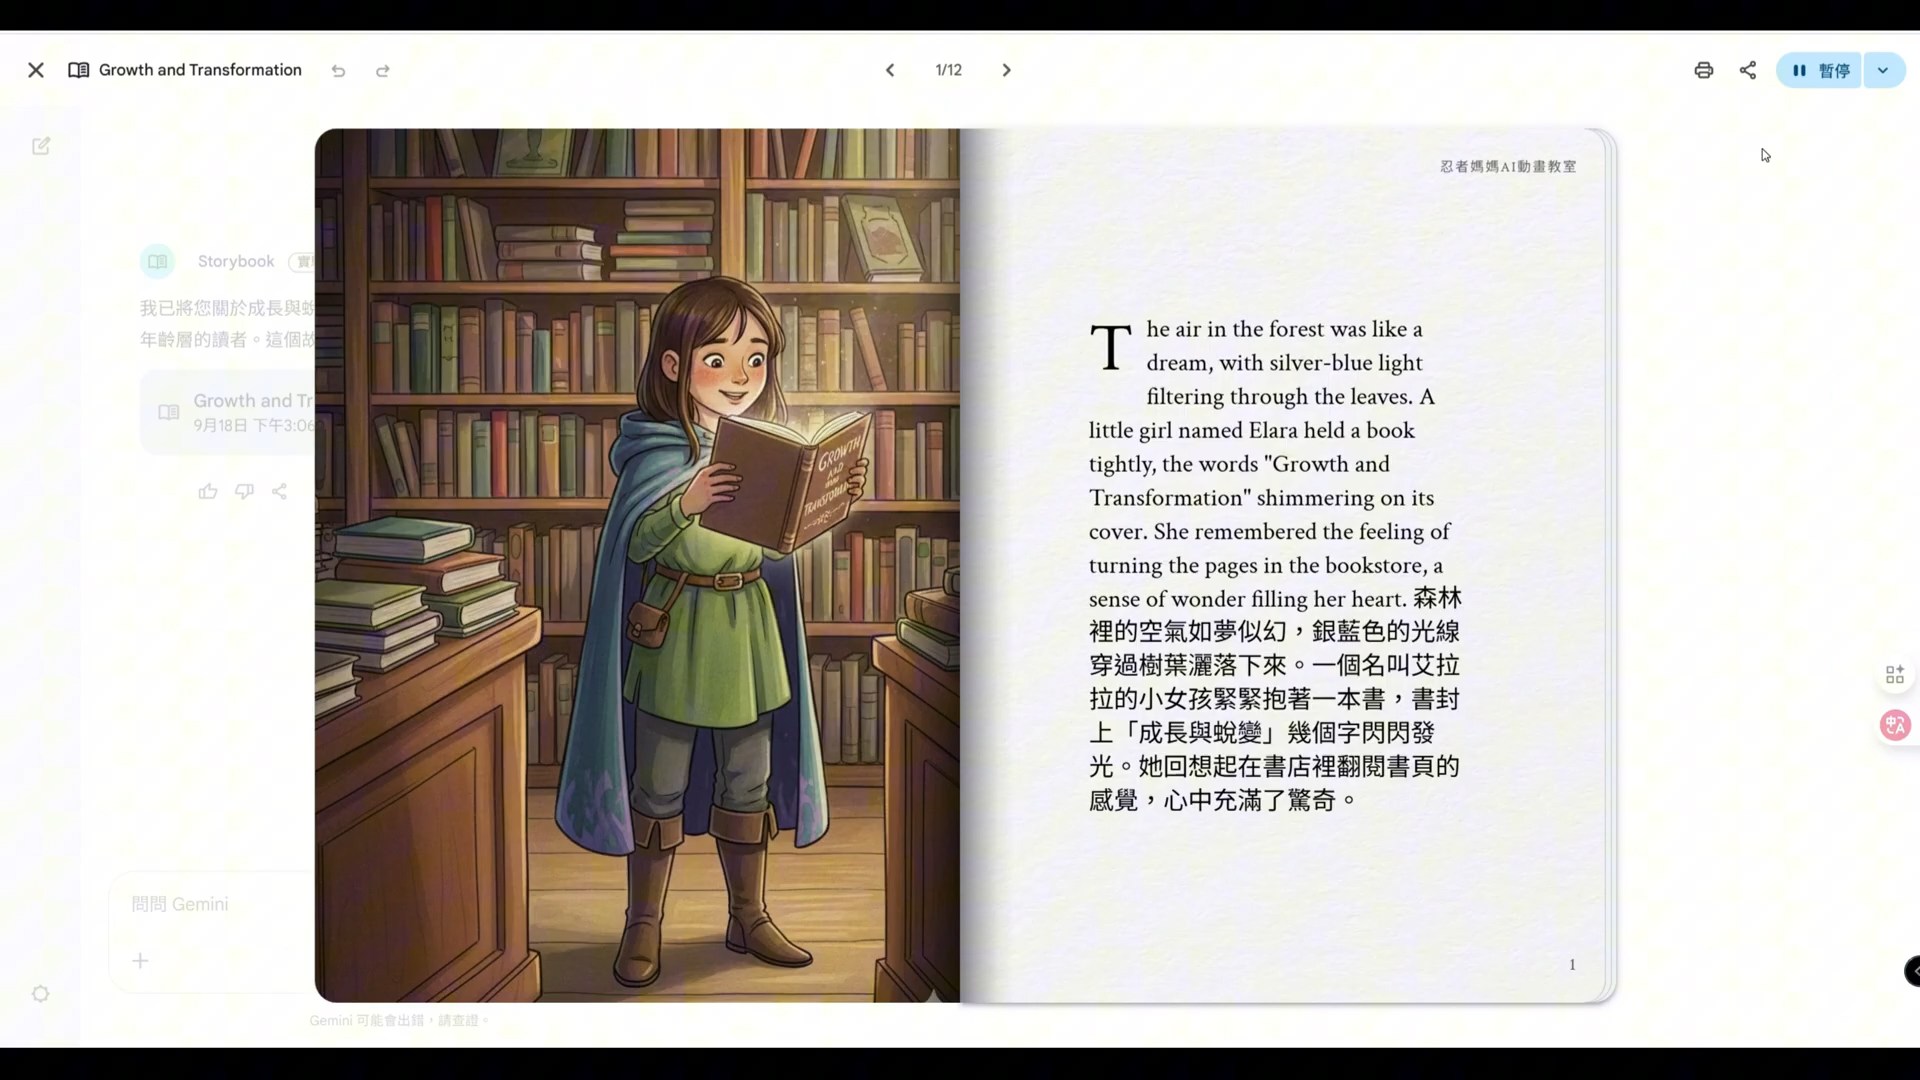 Growth and Transformation
1/12
暫停
Storybook
我已將您關於成長與蛻
年齡層的讀者。這個故
Growth and Tr
9月18日 下午3:06
問問 Gemini
Gemini 可能會出錯，請查證。
GROWTH
AND
忍者媽媽AI動畫教室
The air in the forest was like a
dream, with silver-blue light
filtering through the leaves. A
little girl named Elara held a book
tightly, the words "Growth and
Transformation" shimmering on its
cover. She remembered the feeling of
turning the pages in the bookstore, a
sense of wonder filling her heart. 森林
裡的空氣如夢似幻，銀藍色的光線
穿過樹葉灑落下來。一個名叫艾拉
拉的小女孩緊緊抱著一本書，書封
上「成長與蛻變」幾個字閃閃發
光。她回想起在書店裡翻閱書頁的
感覺，心中充滿了驚奇。
1